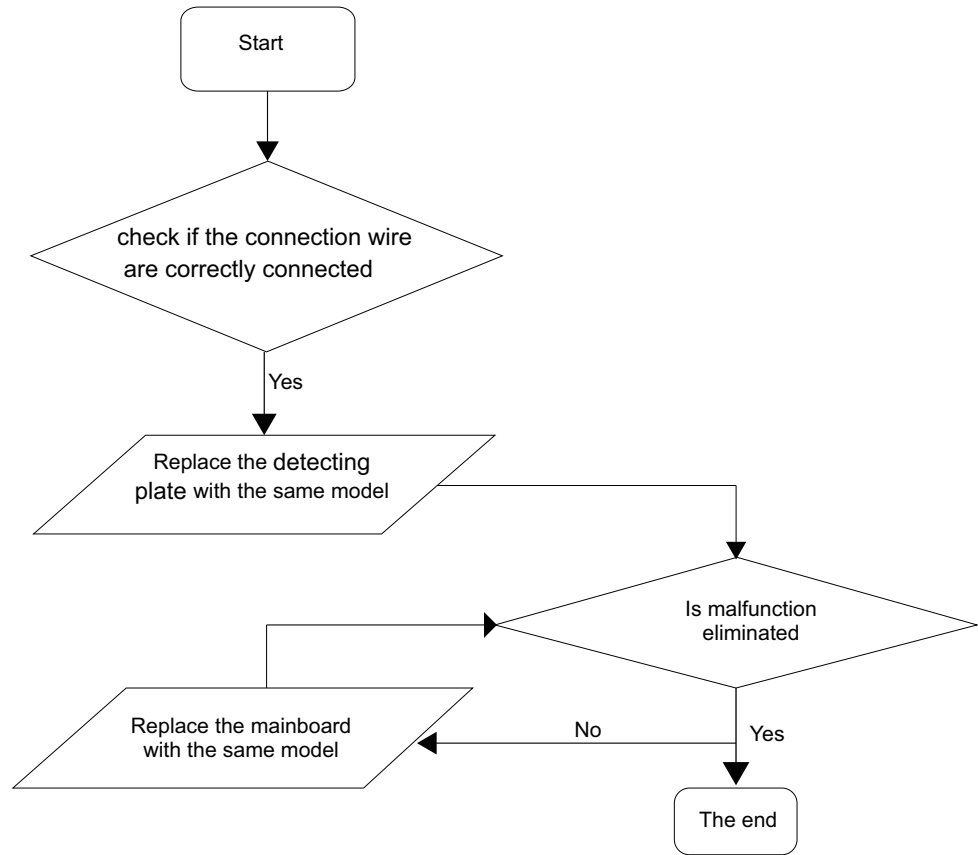 Start
check if the connection wire
are correctly connected
Yes
Replace the detecting
plate with the same model
Is malfunction
eliminated
Replace the mainboard
with the same model
No
Yes
The end